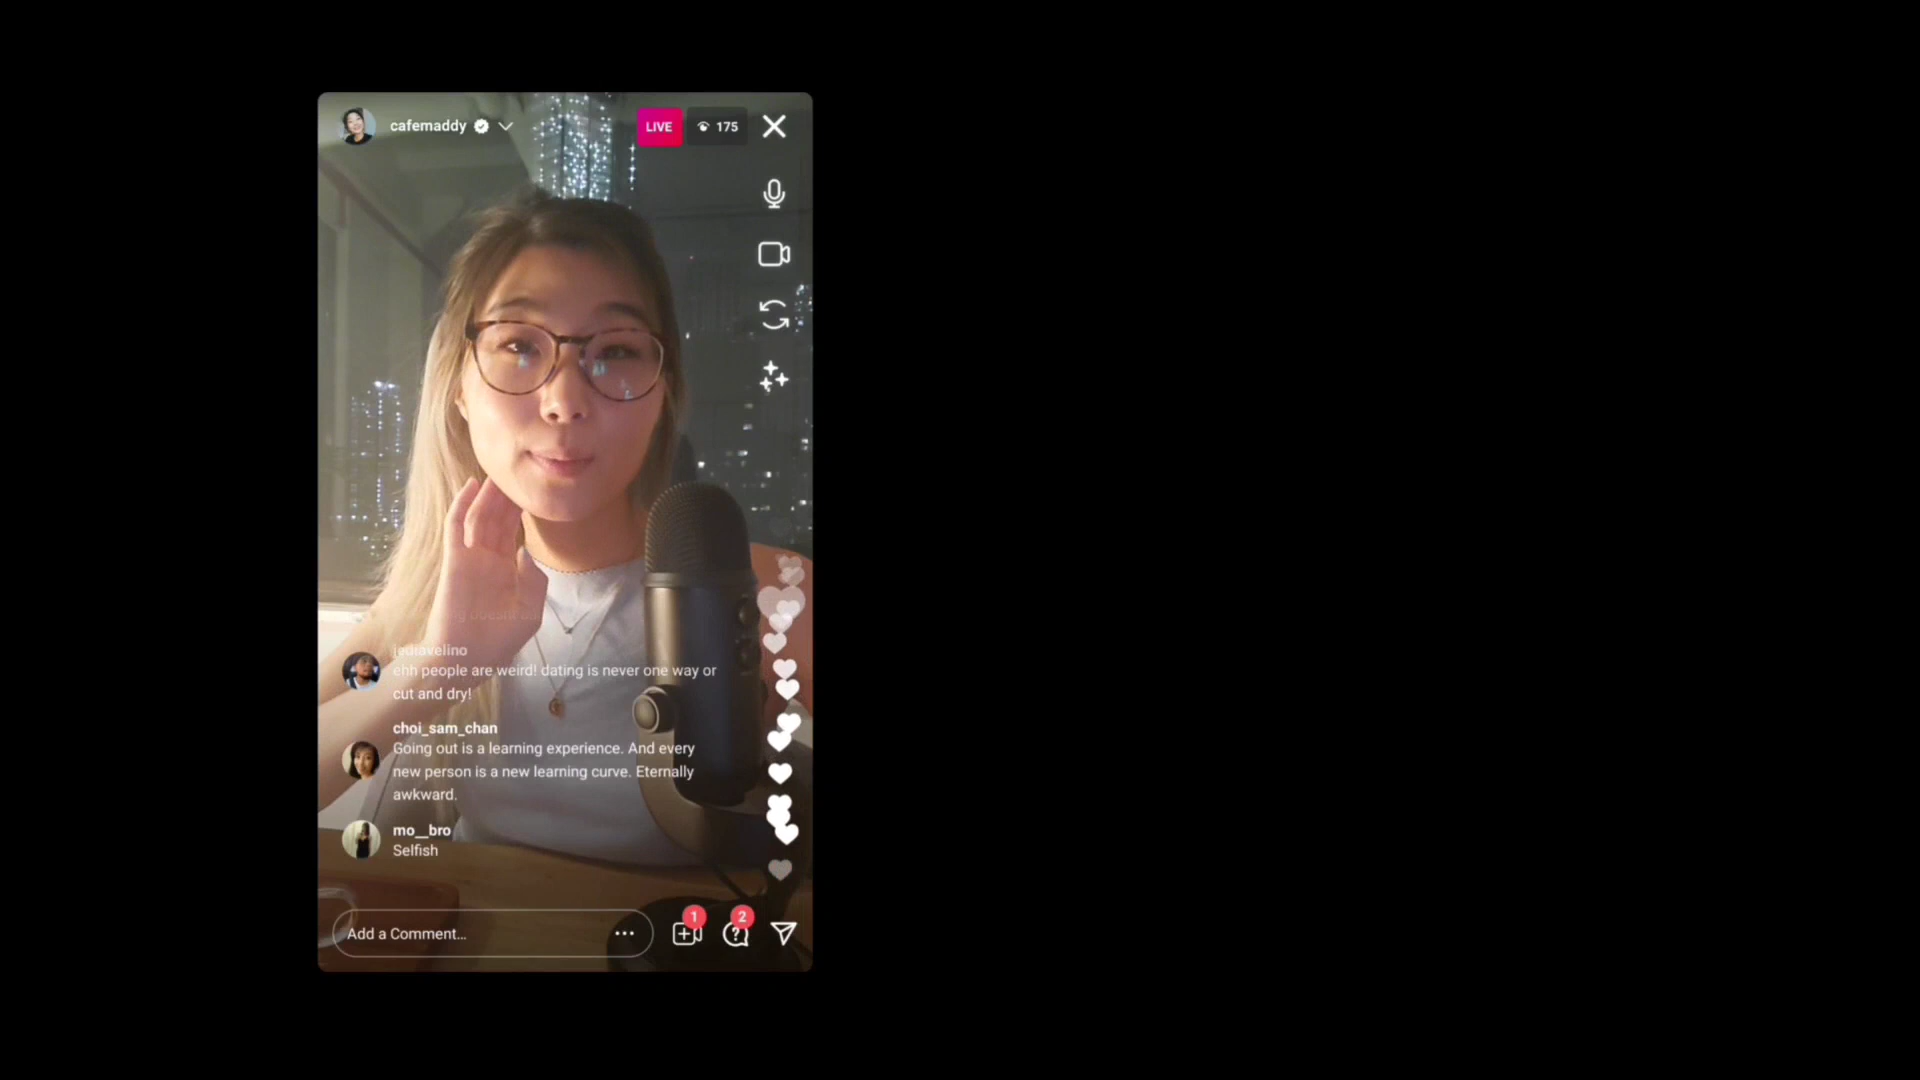 cafemaddy
LIVE
175
jediavelino
ehh people are weird! dating is never one way or
cut and dry!
choi_sam_chan
Going out is a learning experience. And every
new person is a new learning curve. Eternally
awkward.
mo__bro
Selfish
Add a Comment...
1
2